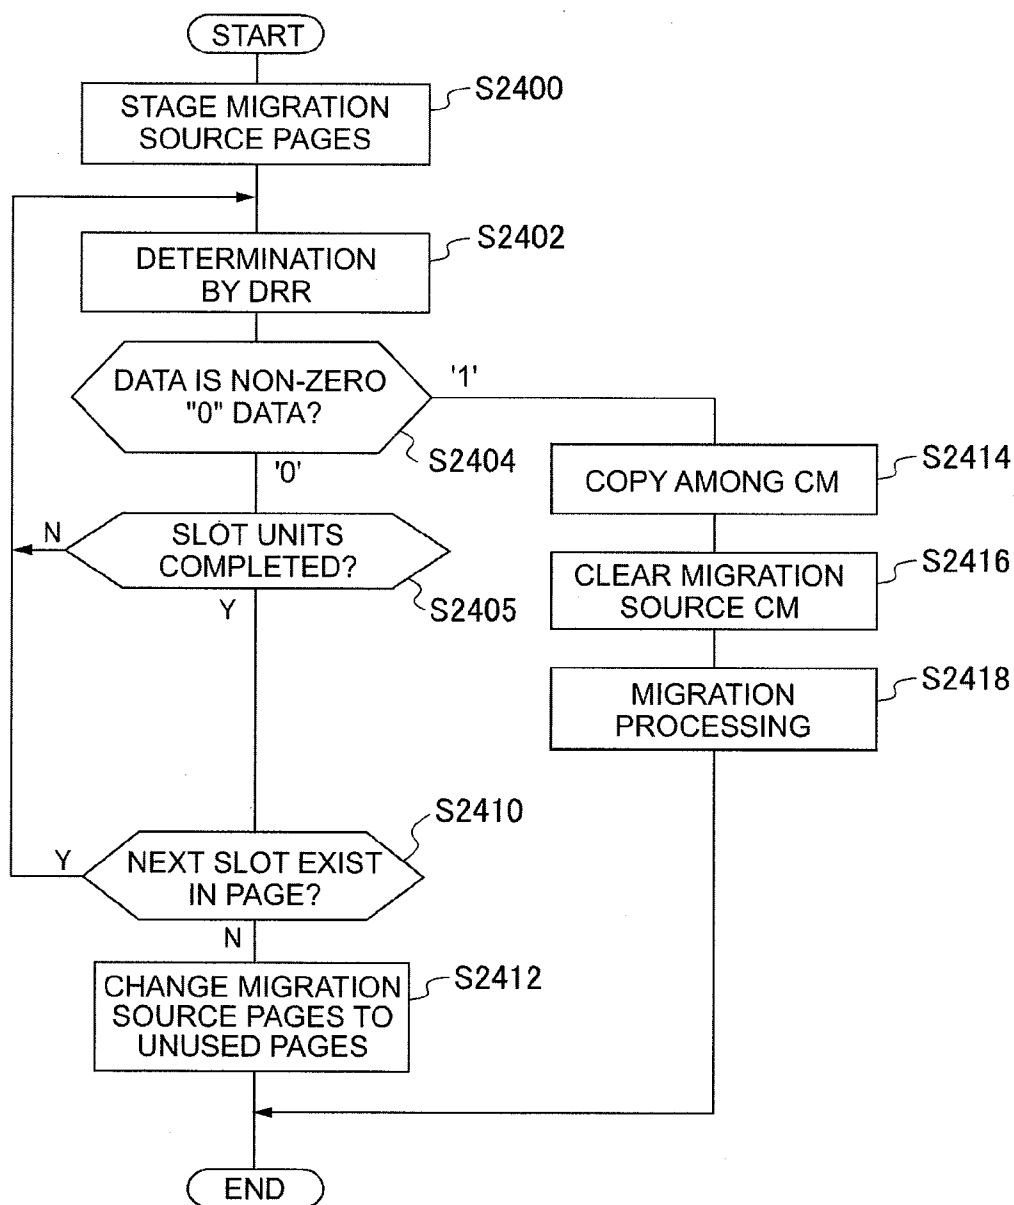 START
STAGE MIGRATION
SOURCE PAGES
S2400
DETERMINATION
BY DRR
S2402
DATA IS NON-ZERO
"0" DATA?
'1'
S2404
'0'
COPY AMONG CM
S2414
SLOT UNITS
COMPLETED?
N
S2405
Y
CLEAR MIGRATION
SOURCE CM
S2416
MIGRATION
PROCESSING
S2418
NEXT SLOT EXIST
IN PAGE?
S2410
Y
N
CHANGE MIGRATION
SOURCE PAGES TO
UNUSED PAGES
S2412
END